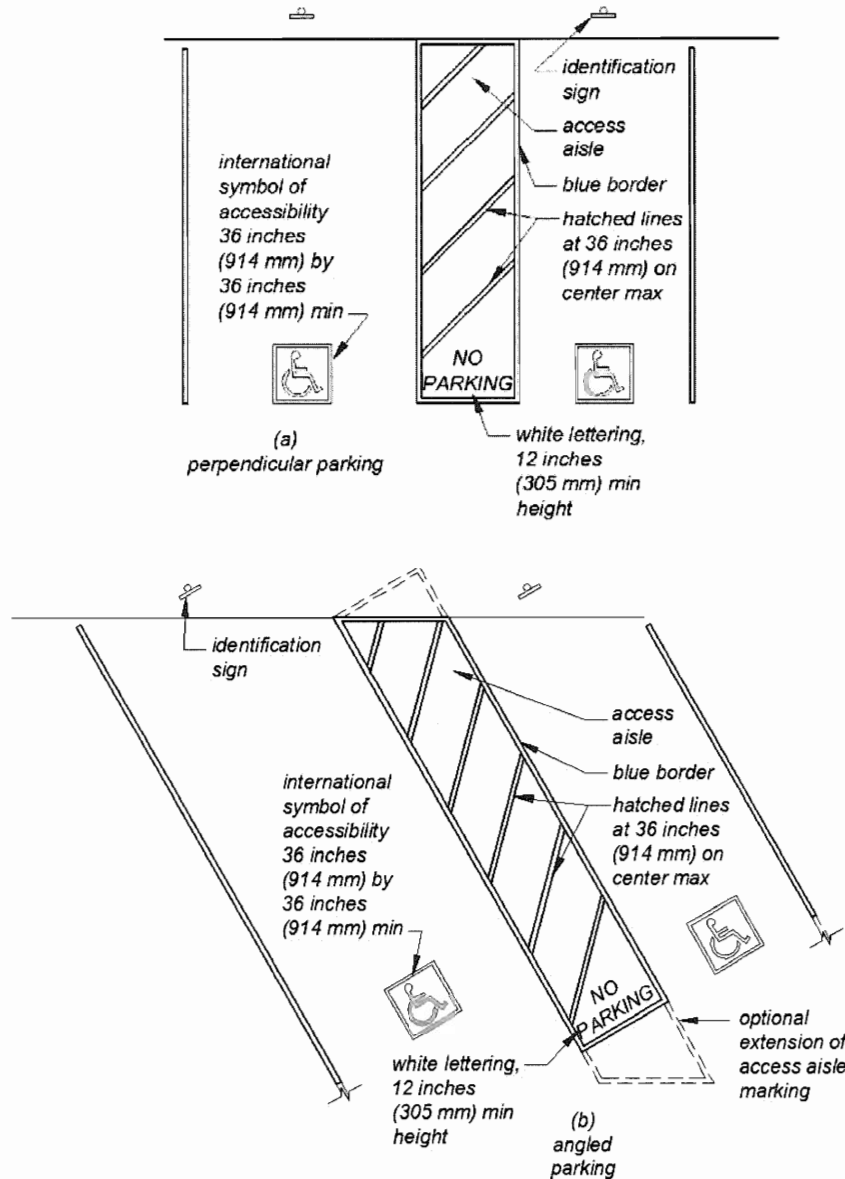 identification
sign
access
aisle
blue border
hatched lines
at 36 inches
(914 mm) on
center max
international
symbol of
accessibility
36 inches
(914 mm) by
36 inches
(914 mm) min
NO
PARKING
(a)
perpendicular parking
white lettering,
12 inches
(305 mm) min
height
identification
sign
access
aisle
blue border
hatched lines
at 36 inches
(914 mm) on
center max
international
symbol of
accessibility
36 inches
(914 mm) by
36 inches
(914 mm) min
NO
PARKING
optional
extension of
access aisle
marking
white lettering,
12 inches
(305 mm) min
height
(b)
angled
parking